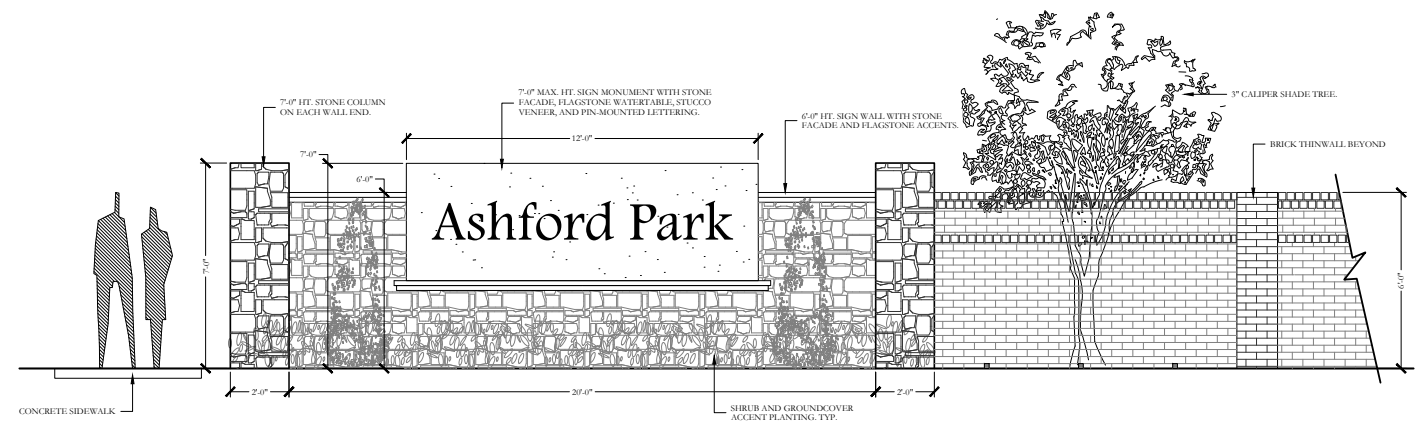 7'-0" MAX. HT. SIGN MONUMENT WITH STONE
FACADE, FLAGSTONE WATERTABLE, STUCCO
VENEER, AND PIN-MOUNTED LETTERING.
7'-0" HT. STONE COLUMN
ON EACH WALL END.
3" CALIPER SHADE TREE.
6'-0" HT. SIGN WALL WITH STONE
FACADE AND FLAGSTONE ACCENTS.
12'-0"
BRICK THINWALL BEYOND
7'-0"
6'-0"
Ashford Park
7'-0"
6'-0"
2'-0"
20'-0"
2'-0"
CONCRETE SIDEWALK
SHRUB AND GROUNDCOVER
ACCENT PLANTING. TYP.